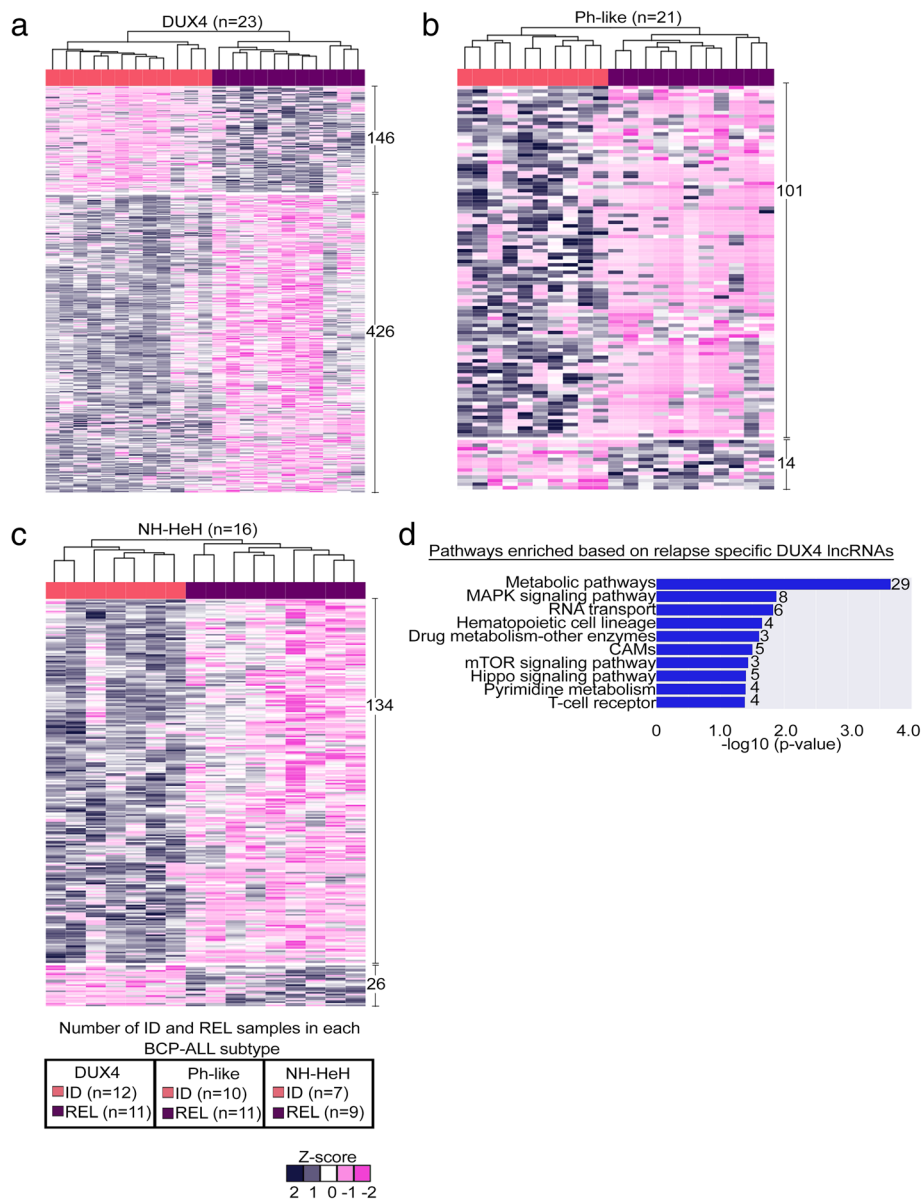 a
DUX4 (n=23)
146
426
b
Ph-like (n=21)
101
14
c
NH-HeH (n=16)
134
26
Number of ID and REL samples in each
BCP-ALL subtype
DUX4
ID (n=12)
REL (n=11)
Ph-like
ID (n=10)
REL (n=11)
NH-HeH
ID (n=7)
REL (n=9)
Z-score
2 1 0 -1 -2
d
Pathways enriched based on relapse specific DUX4 lncRNAs
Metabolic pathways 29
MAPK signaling pathway 8
RNA transport 6
Hematopoietic cell lineage 4
Drug metabolism-other enzymes 3
CAMs 5
mTOR signaling pathway 3
Hippo signaling pathway 5
Pyrimidine metabolism 4
T-cell receptor 4
0 1.0 2.0 3.0 4.0
-log10 (p-value)